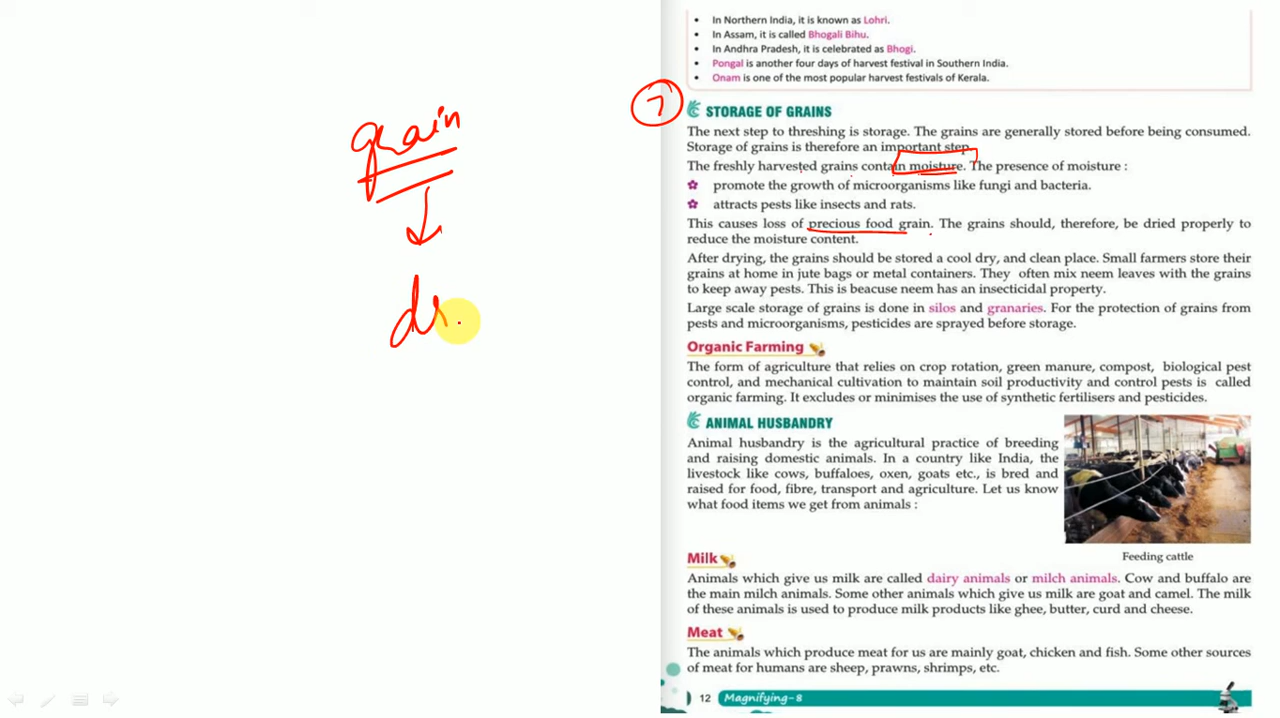 grain
• In Northern India, it is known as Lohri.
• In Assam, it is called Bhogali Bihu.
• In Andhra Pradesh, it is celebrated as Bhogi.
• Pongal is another four days of harvest festival in Southern India.
• Onam is one of the most popular harvest festivals of Kerala.
7
STORAGE OF GRAINS
The next step to threshing is storage. The grains are generally stored before being consumed.
Storage of grains is therefore an important step.
The freshly harvested grains contain moisture. The presence of moisture :
promote the growth of microorganisms like fungi and bacteria.
attracts pests like insects and rats.
This causes loss of precious food grain. The grains should, therefore, be dried properly to
reduce the moisture content.
After drying, the grains should be stored a cool dry, and clean place. Small farmers store their
grains at home in jute bags or metal containers. They often mix neem leaves with the grains
to keep away pests. This is beacuse neem has an insecticidal property.
Large scale storage of grains is done in silos and granaries. For the protection of grains from
pests and microorganisms, pesticides are sprayed before storage.
Organic Farming
The form of agriculture that relies on crop rotation, green manure, compost, biological pest
control, and mechanical cultivation to maintain soil productivity and control pests is called
organic farming. It excludes or minimises the use of synthetic fertilisers and pesticides.
ANIMAL HUSBANDRY
Animal husbandry is the agricultural practice of breeding
and raising domestic animals. In a country like India, the
livestock like cows, buffaloes, oxen, goats etc., is bred and
raised for food, fibre, transport and agriculture. Let us know
what food items we get from animals :
Feeding cattle
Milk
Animals which give us milk are called dairy animals or milch animals. Cow and buffalo are
the main milch animals. Some other animals which give us milk are goat and camel. The milk
of these animals is used to produce milk products like ghee, butter, curd and cheese.
Meat
The animals which produce meat for us are mainly goat, chicken and fish. Some other sources
of meat for humans are sheep, prawns, shrimps, etc.
12 Magnifying-8